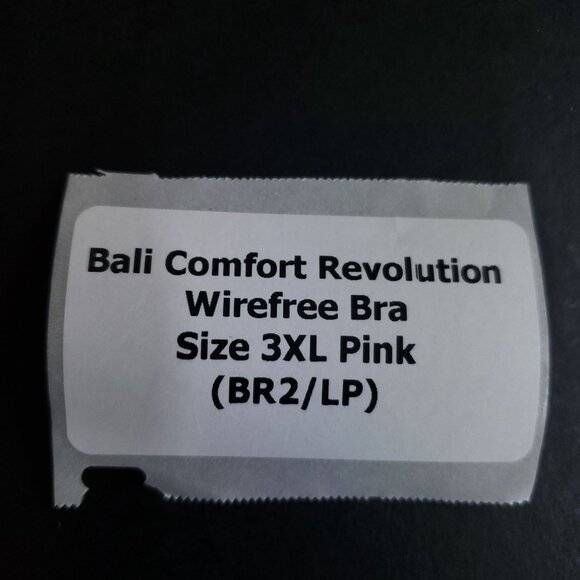 Bali Comfort Revolution
Wirefree Bra
Size 3XL Pink
(BR2/LP)